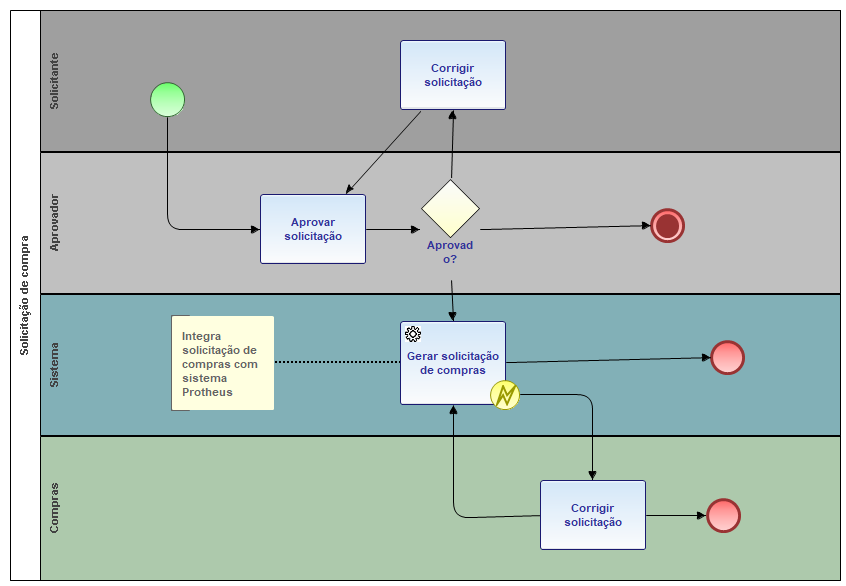 Solicitação de compra
Solicitante
Corrigir
solicitação
Aprovador
Aprovar
solicitação
Aprovad
o?
Sistema
Integra
solicitação de
compras com
sistema
Protheus
Gerar solicitação
de compras
Compras
Corrigir
solicitação